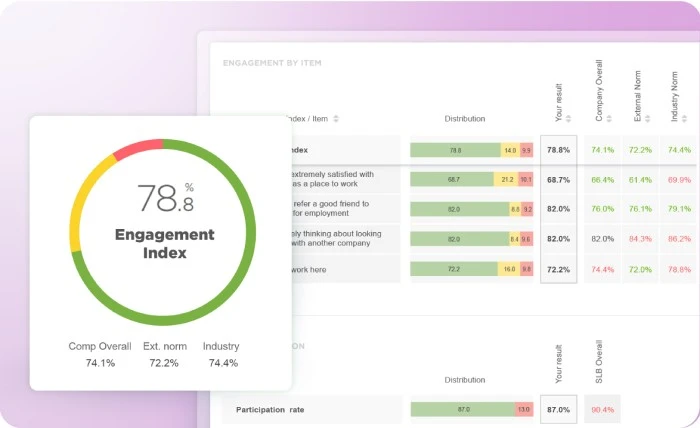 ENGAGEMENT BY ITEM
Index / Item
Distribution
Your result
Company Overall
External Norm
Industry Norm
ndex
78.8 14.0 9.9
78.8% 74.1% 72.2% 74.4%
extremely satisfied with
as a place to work
68.7 21.2 10.1
68.7% 66.4% 61.4% 69.9%
refer a good friend to
for employment
82.0 8.8 9.2
82.0% 76.0% 76.1% 79.1%
ely thinking about looking
with another company
82.0 8.4 9.6
82.0% 82.0% 84.3% 86.2%
work here
72.2 16.0 9.8
72.2% 74.4% 72.0% 78.8%
78.8%
Engagement
Index
Comp Overall Ext. norm Industry
74.1% 72.2% 74.4%
ION
Distribution
Your result
SLB Overall
Participation rate
87.0 13.0
87.0% 90.4%